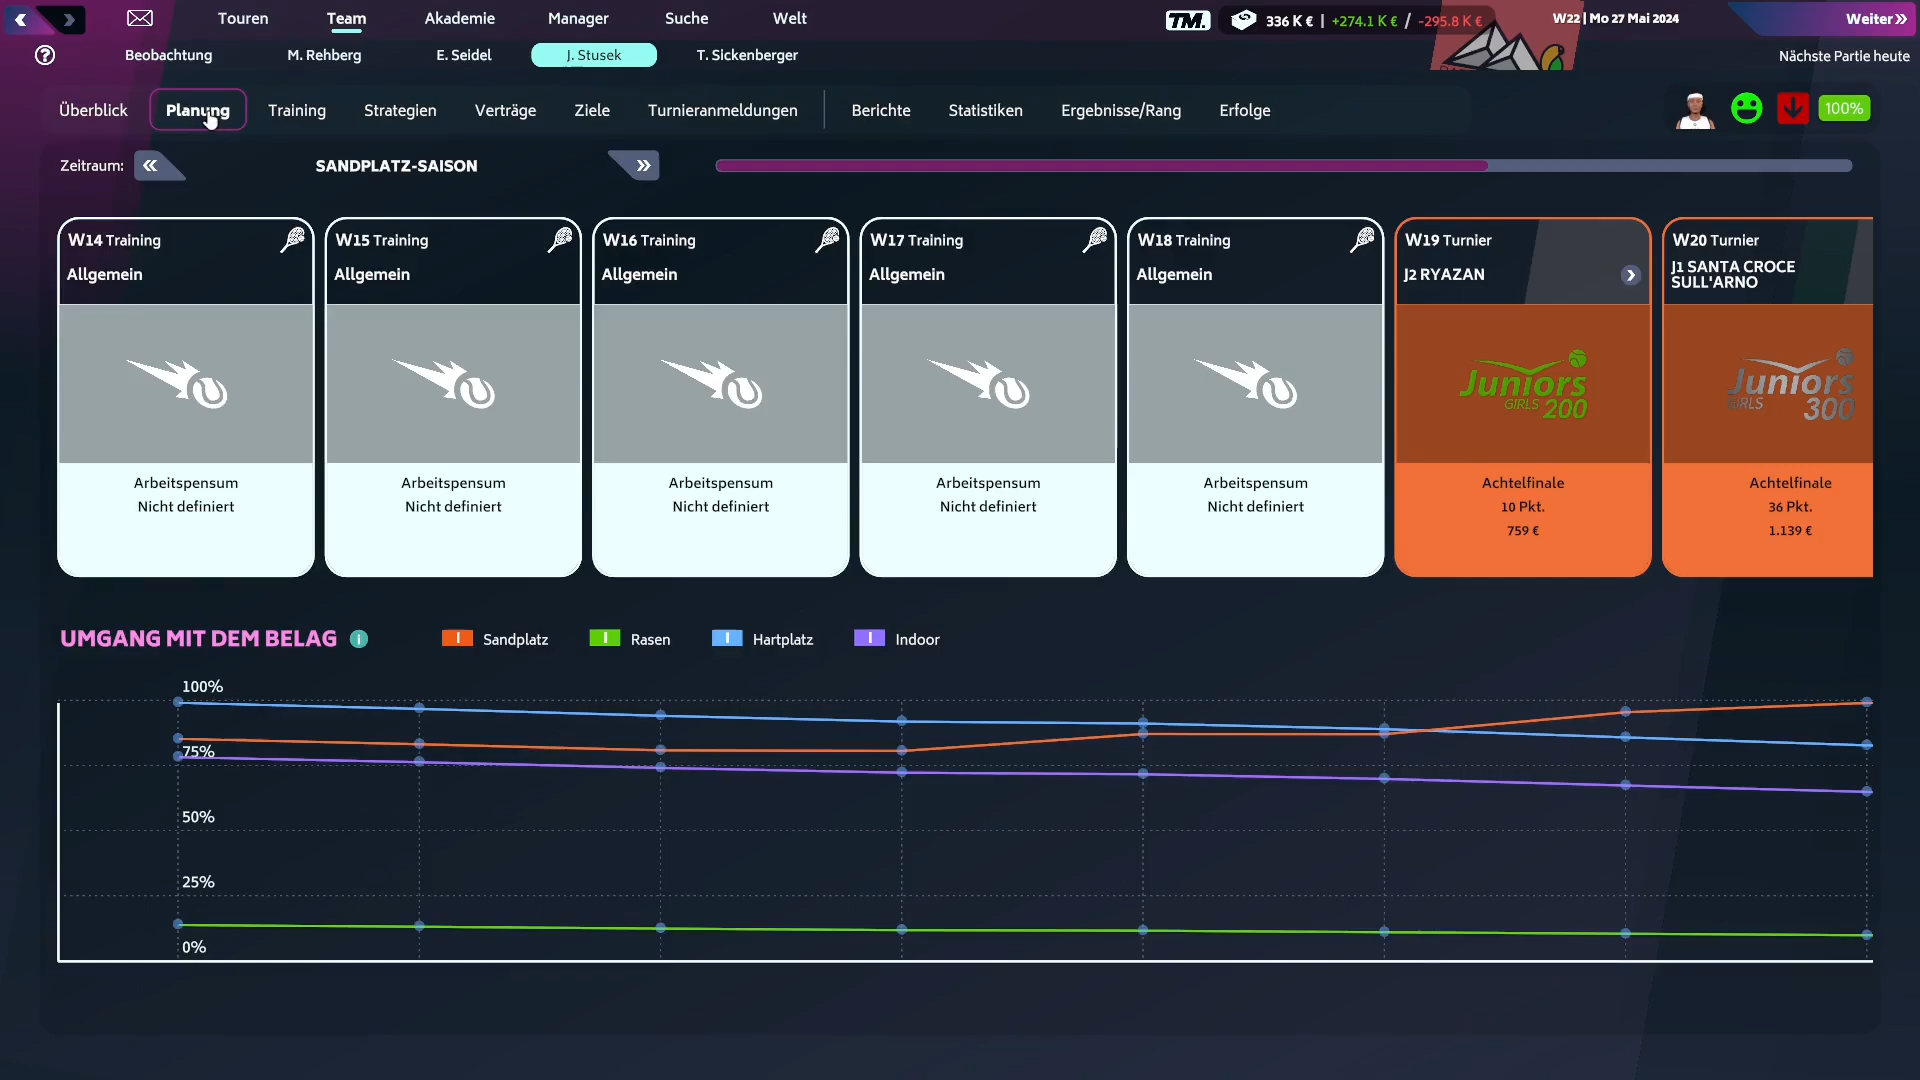 Touren
Team
Akademie
Manager
Suche
Welt
TM.
336 K € | +274.1 K € / -295.8 K €
W22 | Mo 27 Mai 2024
Weiter
Beobachtung
M. Rehberg
E. Seidel
J. Stusek
T. Sickenberger
Nächste Partie heute
Überblick
Planung
Training
Strategien
Verträge
Ziele
Turnieranmeldungen
Berichte
Statistiken
Ergebnisse/Rang
Erfolge
100%
Zeitraum:
SANDPLATZ-SAISON
W14 Training
Allgemein
Arbeitspensum
Nicht definiert
W15 Training
Allgemein
Arbeitspensum
Nicht definiert
W16 Training
Allgemein
Arbeitspensum
Nicht definiert
W17 Training
Allgemein
Arbeitspensum
Nicht definiert
W18 Training
Allgemein
Arbeitspensum
Nicht definiert
W19 Turnier
J2 RYAZAN
Juniors
GIRLS 200
Achtelfinale
10 Pkt.
759 €
W20 Turnier
J1 SANTA CROCE
SULL'ARNO
Juniors
GIRLS 300
Achtelfinale
36 Pkt.
1.139 €
UMGANG MIT DEM BELAG
Sandplatz
Rasen
Hartplatz
Indoor
100%
75%
50%
25%
0%